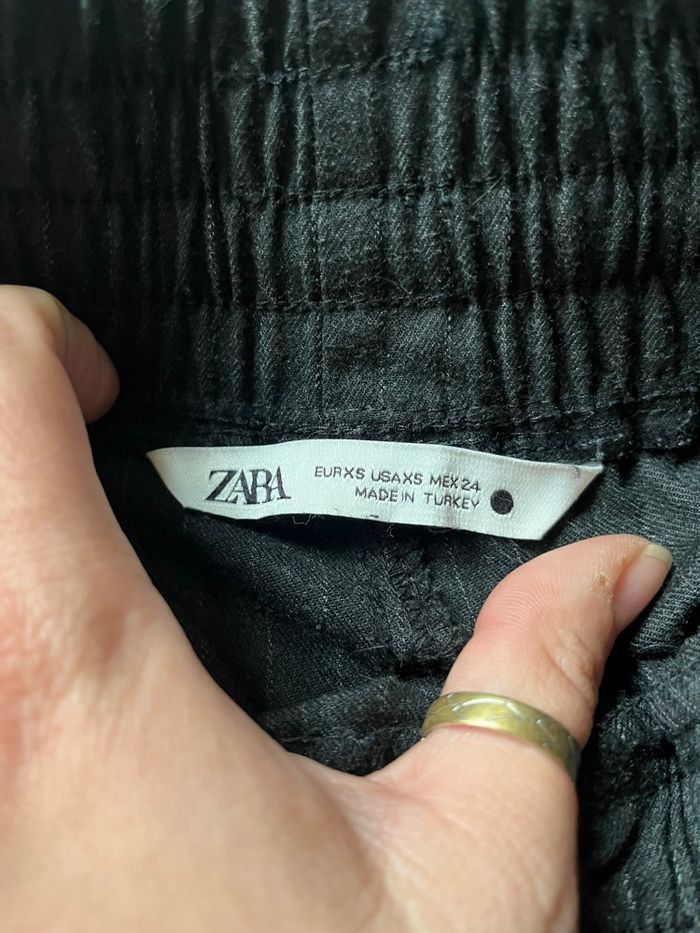 ZARA
EUR XS USA XS MEX 24
MADE IN TURKEY